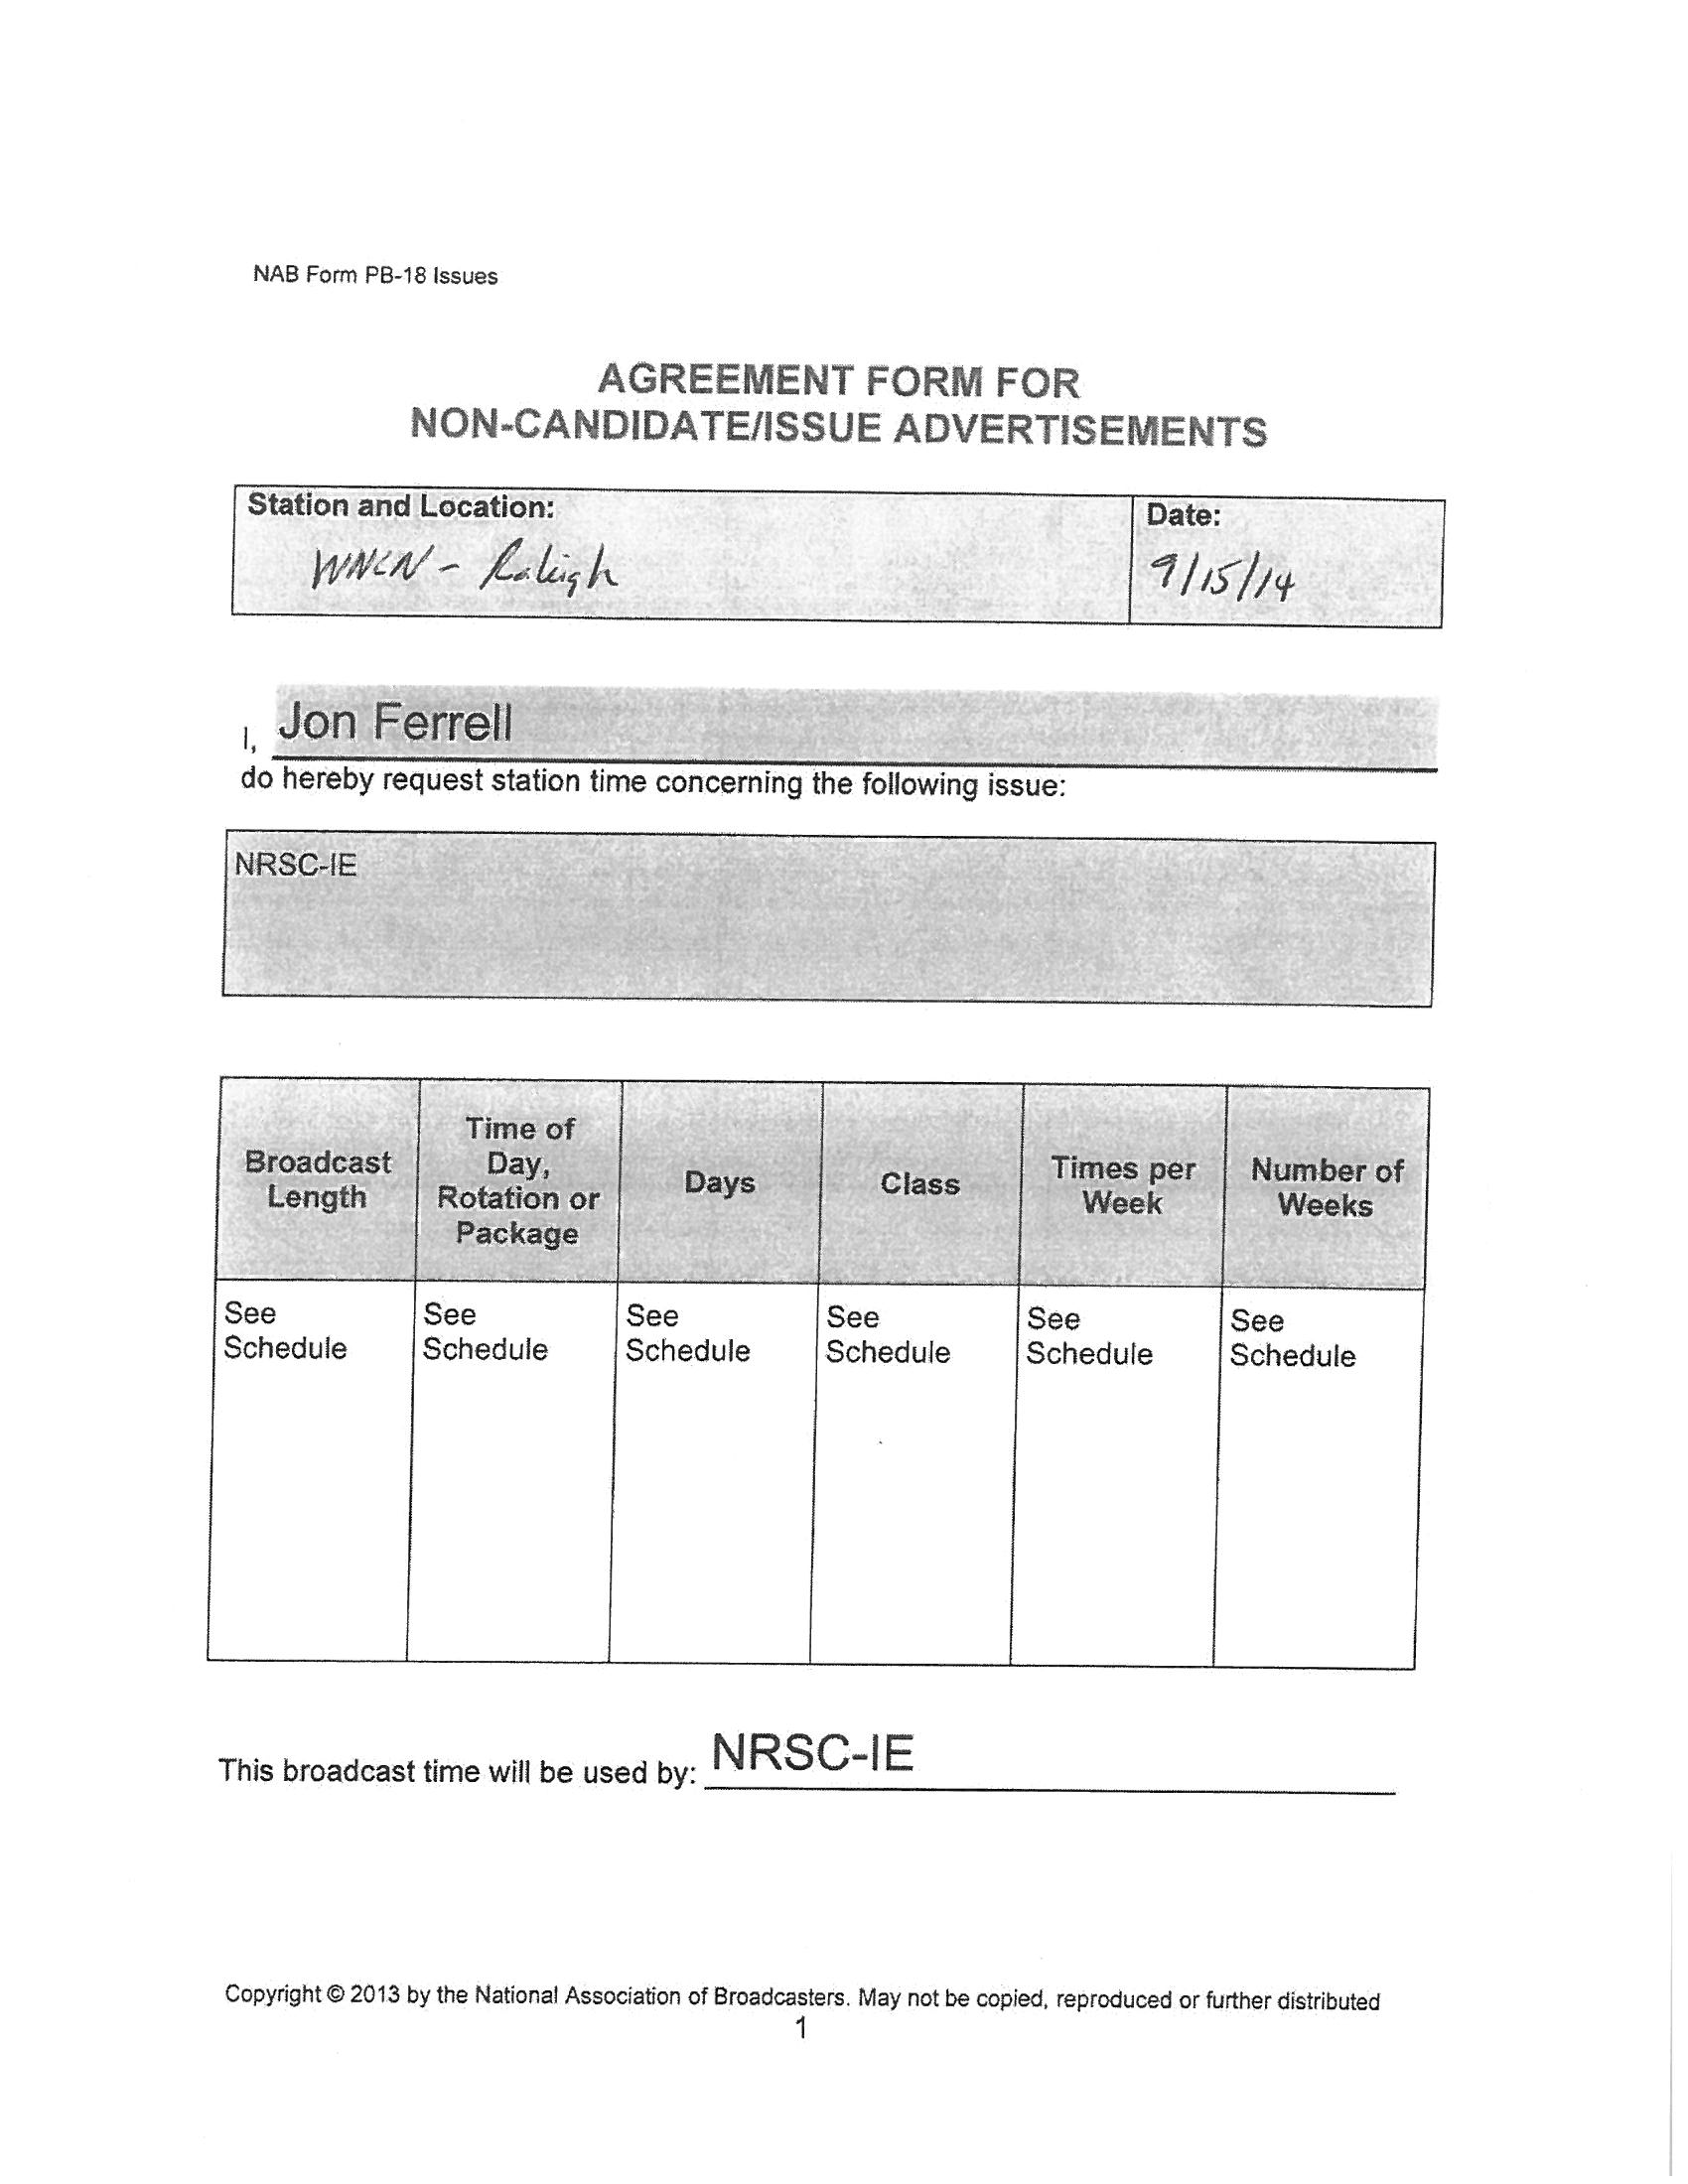 NAB Form PB-18 Issues
AGREEMENT FORM FOR
NON-CANDIDATE/ISSUE ADVERTISEMENTS
Station and Location:
WNCN - Raleigh
Date:
9/15/14
I, Jon Ferrell
do hereby request station time concerning the following issue:
NRSC-IE
Broadcast
Length
Time of
Day,
Rotation or
Package
Days
Class
Times per
Week
Number of
Weeks
See
Schedule
See
Schedule
See
Schedule
See
Schedule
See
Schedule
See
Schedule
This broadcast time will be used by: NRSC-IE
Copyright © 2013 by the National Association of Broadcasters. May not be copied, reproduced or further distributed
1